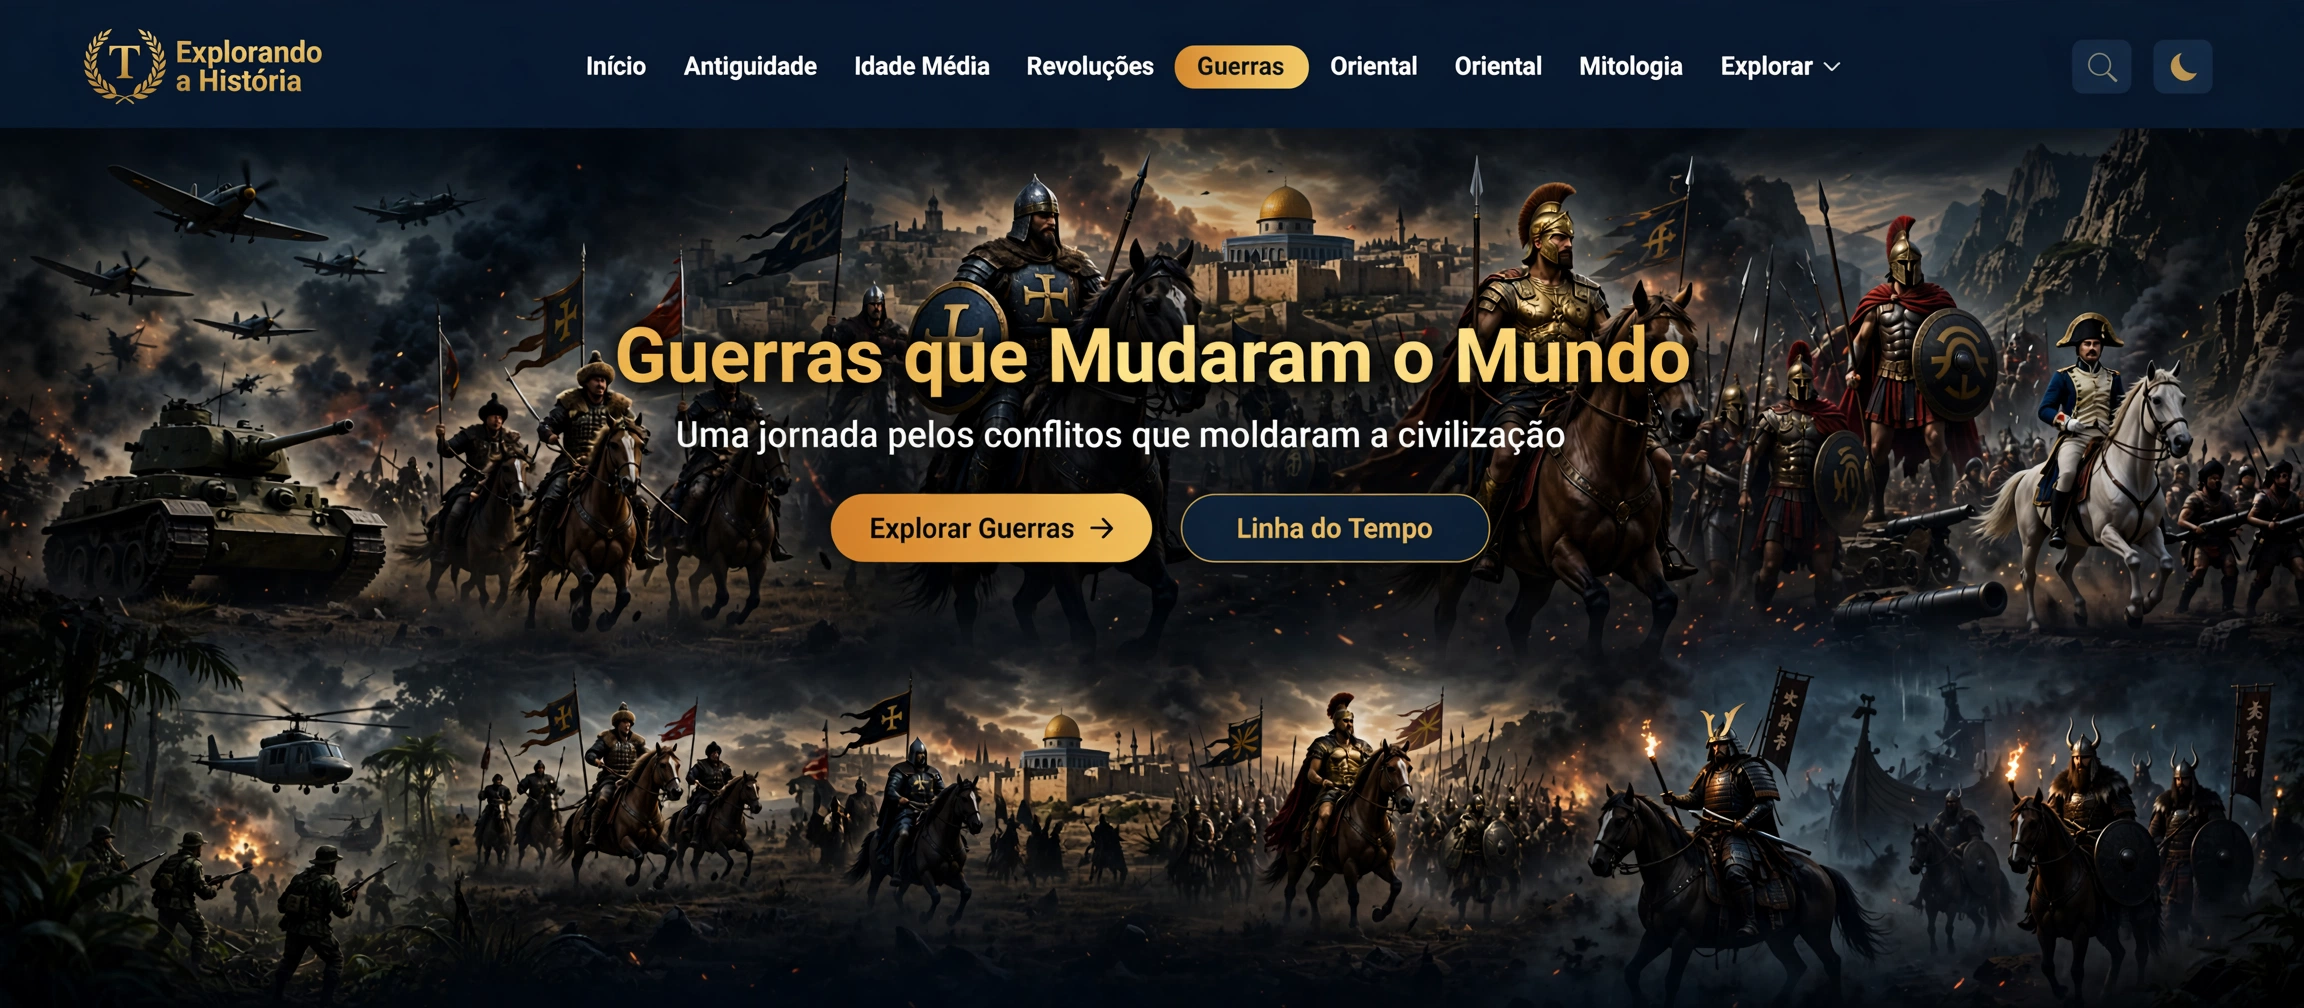 T
Explorando
a História
Início Antiguidade Idade Média Revoluções Guerras Oriental Oriental Mitologia Explorar
Guerras que Mudaram o Mundo
Uma jornada pelos conflitos que moldaram a civilização
Explorar Guerras →
Linha do Tempo